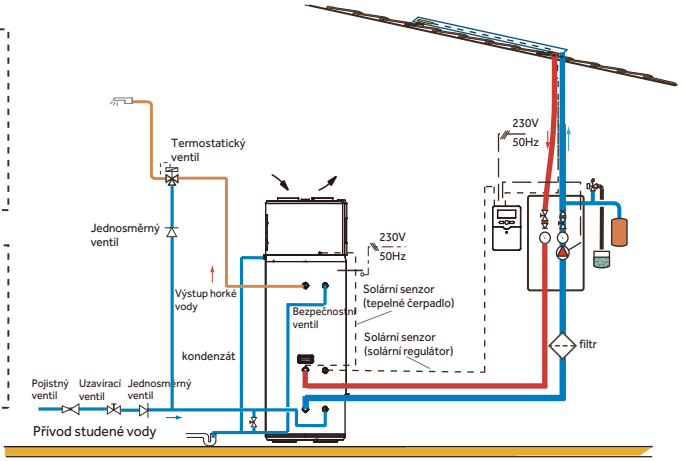 230V
50Hz
Termostatický
ventil
Jednosměrný
ventil
230V
50Hz
Výstup horké
vody
Bezpečnostní
ventil
Solární senzor
(tepelné čerpadlo)
Solární senzor
(solární regulátor)
filtr
kondenzát
Pojistný
ventil
Uzavírací
ventil
Jednosměrný
ventil
Přívod studené vody